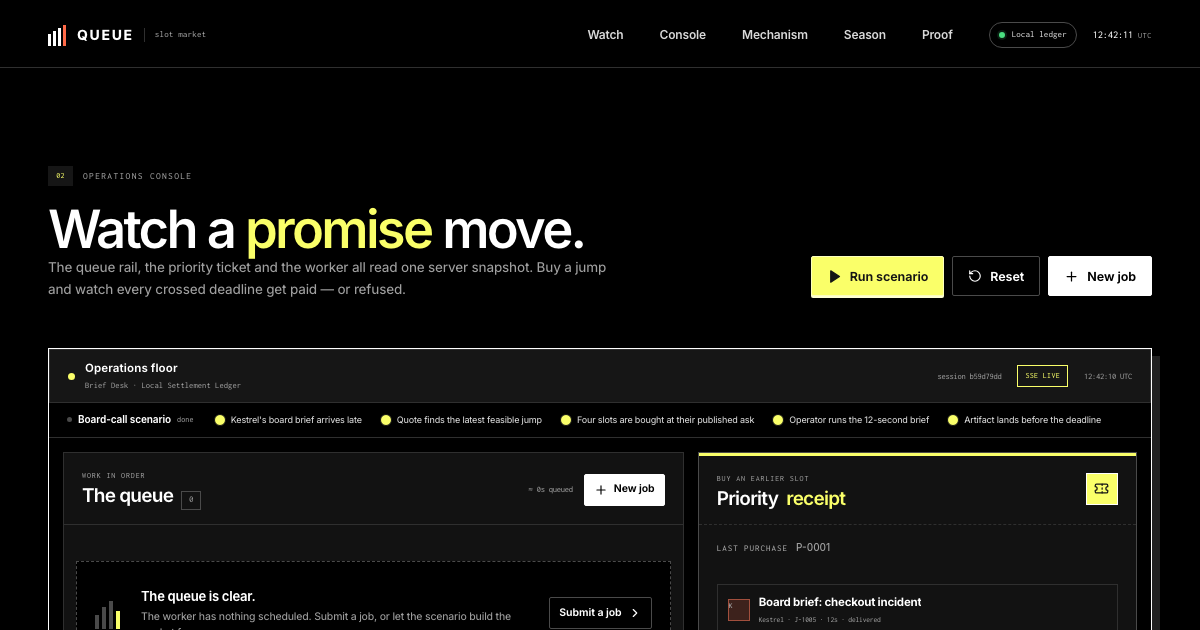 QUEUE
slot market
Watch
Console
Mechanism
Season
Proof
Local ledger
12:42:11 UTC
02
OPERATIONS CONSOLE
Watch a promise move.
The queue rail, the priority ticket and the worker all read one server snapshot. Buy a jump
and watch every crossed deadline get paid — or refused.
Run scenario
Reset
New job
Operations floor
Brief Desk · Local Settlement Ledger
session b59d79dd
SSE LIVE
12:42:10 UTC
Board-call scenario done
Kestrel's board brief arrives late
Quote finds the latest feasible jump
Four slots are bought at their published ask
Operator runs the 12-second brief
Artifact lands before the deadline
WORK IN ORDER
The queue 0
≈ 0s queued
New job
BUY AN EARLIER SLOT
Priority receipt
LAST PURCHASE P-0001
The queue is clear.
The worker has nothing scheduled. Submit a job, or let the scenario build the
Submit a job
K
Board brief: checkout incident
Kestrel · J-1005 · 12s · delivered